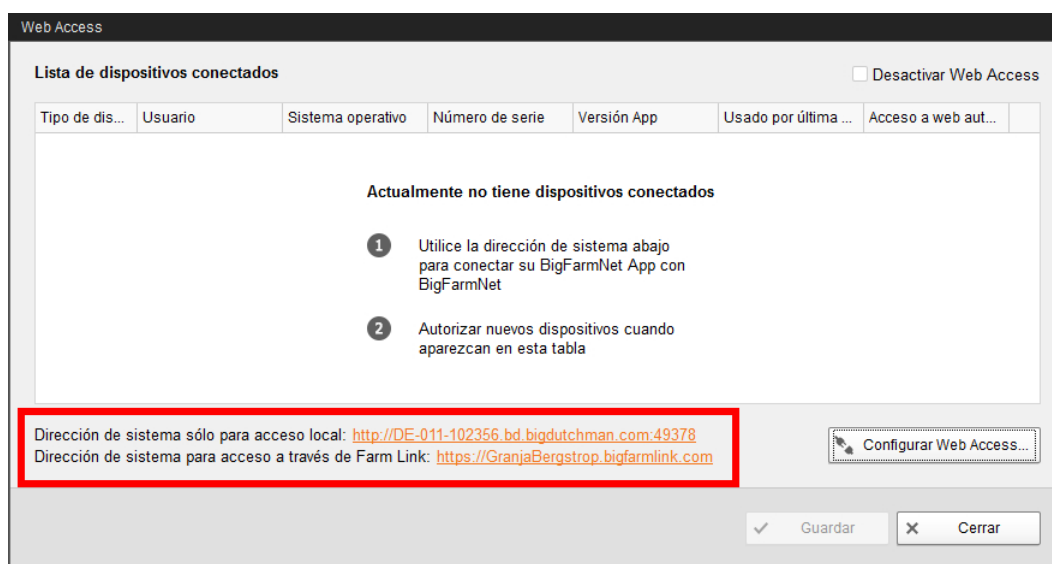 Web Access
Lista de dispositivos conectados
Desactivar Web Access
Tipo de dis... Usuario Sistema operativo Número de serie Versión App Usado por última ... Acceso a web aut...
Actualmente no tiene dispositivos conectados
1 Utilice la dirección de sistema abajo
para conectar su BigFarmNet App con
BigFarmNet
2 Autorizar nuevos dispositivos cuando
aparezcan en esta tabla
Dirección de sistema sólo para acceso local: http://DE-011-102356.bd.bigdutchman.com:49378
Dirección de sistema para acceso a través de Farm Link: https://GranjaBergstrop.bigfarmlink.com
Configurar Web Access...
Guardar Cerrar